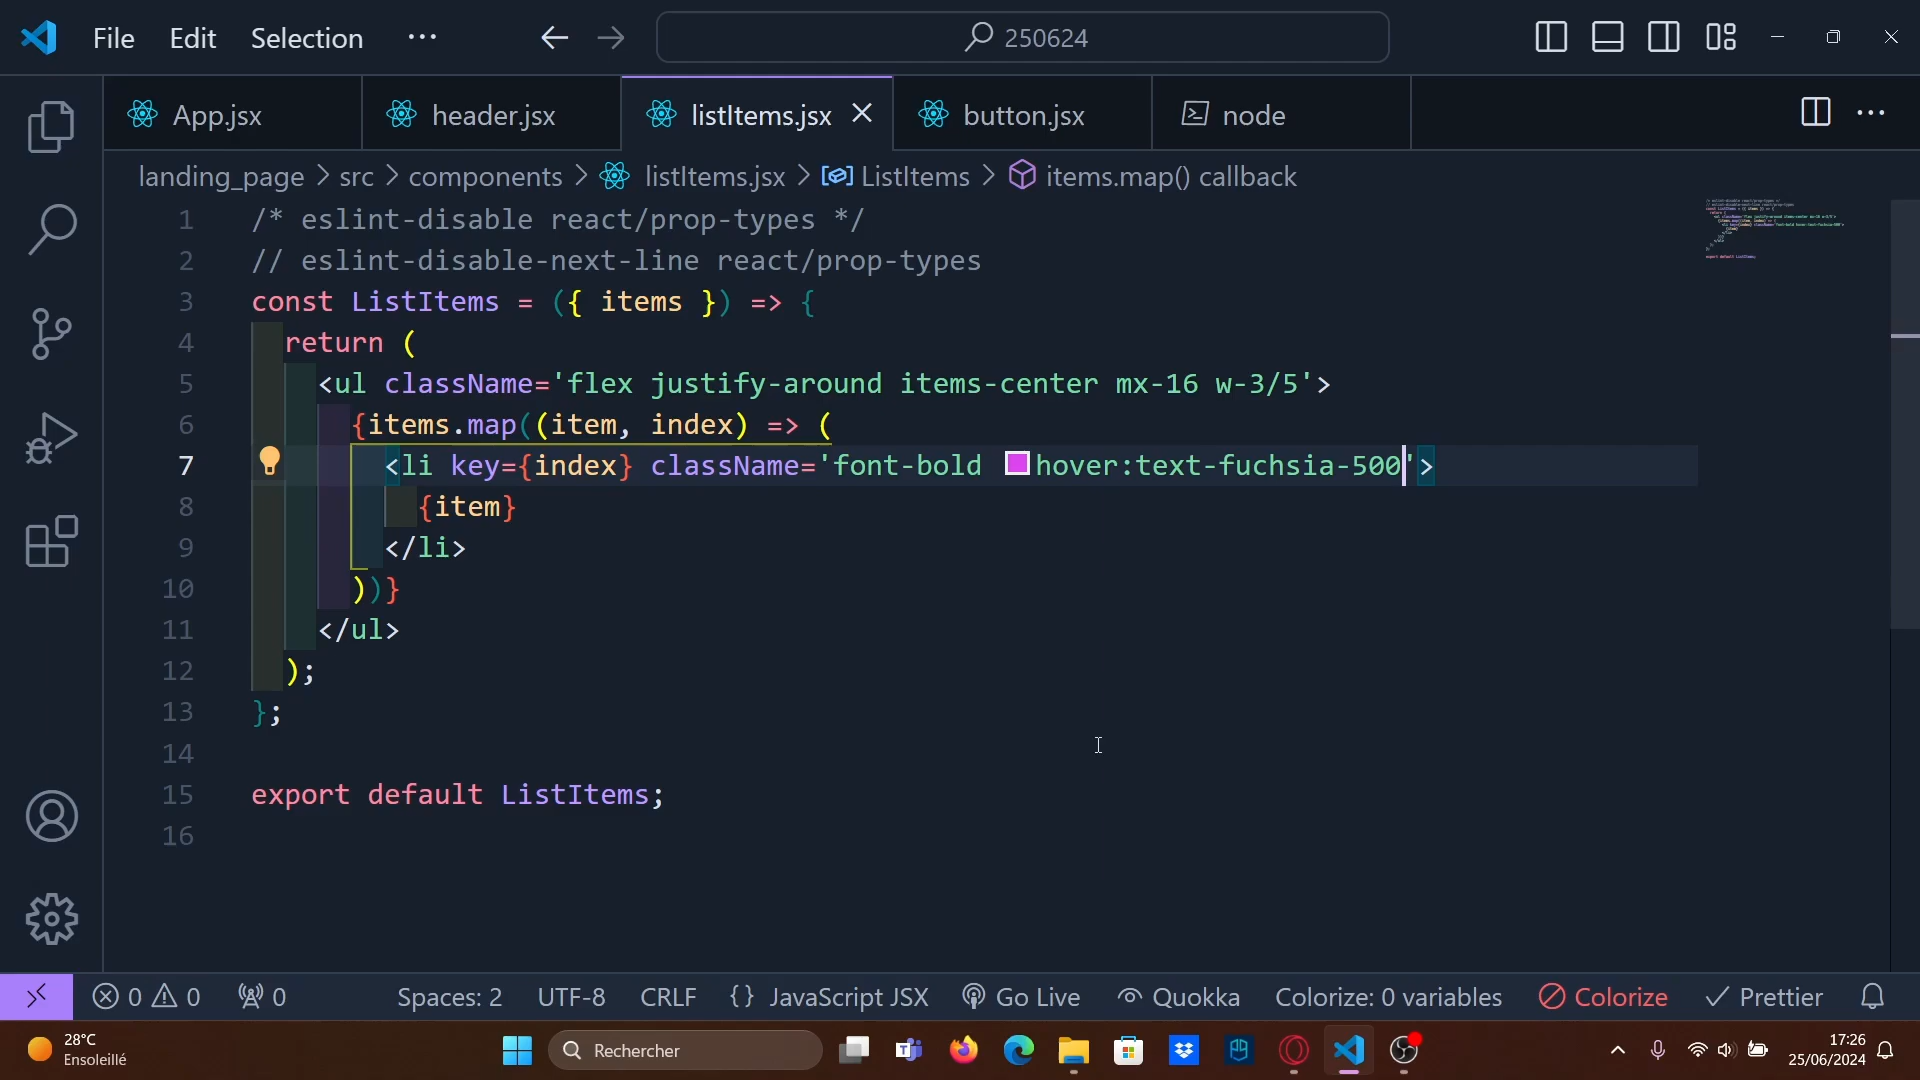 File Edit Selection ··· 250624
App.jsx header.jsx listItems.jsx button.jsx node ···
landing_page > src > components > listItems.jsx > ListItems > items.map() callback
1 /* eslint-disable react/prop-types */
2 // eslint-disable-next-line react/prop-types
3 const ListItems = ({ items }) => {
4 return (
5 <ul className='flex justify-around items-center mx-16 w-3/5'>
6 {items.map((item, index) => (
7 <li key={index} className='font-bold hover:text-fuchsia-500'>
8 {item}
9 </li>
10 ))}
11 </ul>
12 );
13 };
14
15 export default ListItems;
16
0 0 0 Spaces: 2 UTF-8 CRLF {} JavaScript JSX Go Live Quokka Colorize: 0 variables Colorize Prettier
28°C
Ensoleillé
Rechercher
17:26
25/06/2024